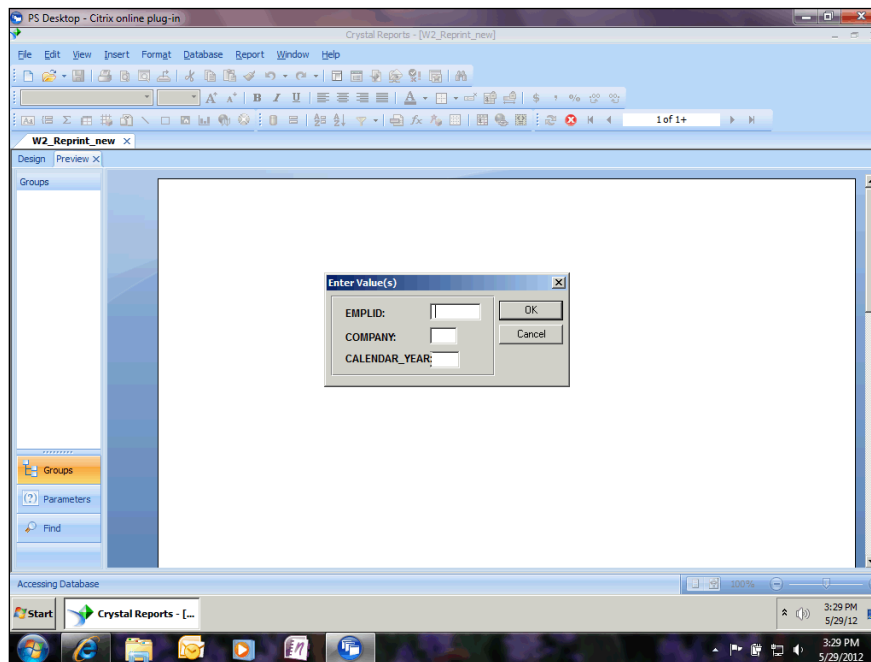 PS Desktop - Citrix online plug-in
Crystal Reports - [W2_Reprint_new]
File Edit View Insert Format Database Report Window Help
1 of 1+
W2_Reprint_new
Design Preview
Groups
Enter Value(s)
EMPLID:
OK
COMPANY:
Cancel
CALENDAR_YEAR:
Groups
Parameters
Find
Accessing Database
100%
Start
Crystal Reports - [...
3:29 PM
5/29/12
3:29 PM
5/29/2012